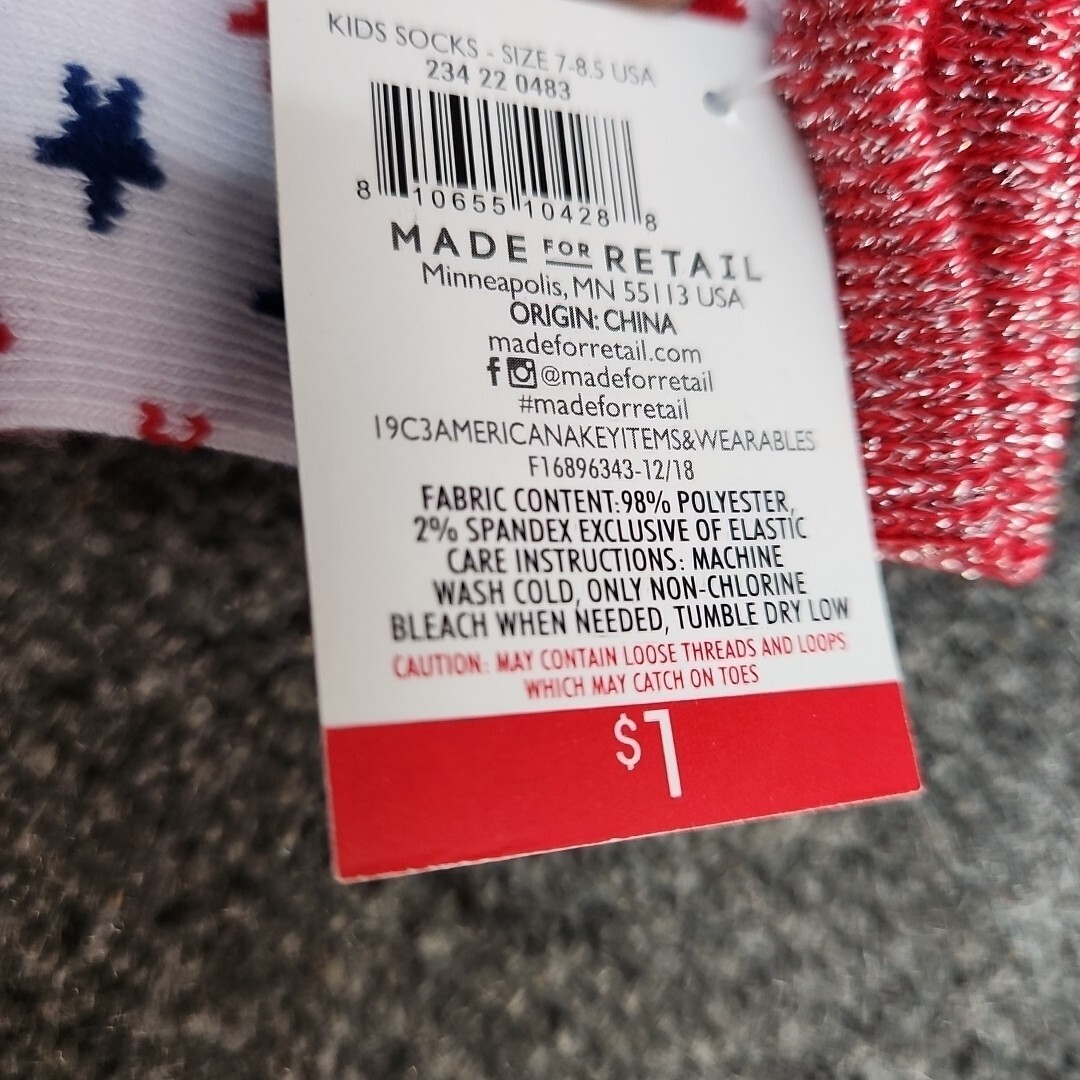 KIDS SOCKS - SIZE 7-8.5 USA
234 22 0483
8 10655 10428 8
MADE FOR RETAIL
Minneapolis, MN 55113 USA
ORIGIN: CHINA
madeforretail.com
@madeforretail
#madeforretail
19C3AMERICANAKEYITEMS&WEARABLES
F16896343-12/18
FABRIC CONTENT: 98% POLYESTER,
2% SPANDEX EXCLUSIVE OF ELASTIC
CARE INSTRUCTIONS: MACHINE
WASH COLD, ONLY NON-CHLORINE
BLEACH WHEN NEEDED, TUMBLE DRY LOW
CAUTION: MAY CONTAIN LOOSE THREADS AND LOOPS
WHICH MAY CATCH ON TOES
$1